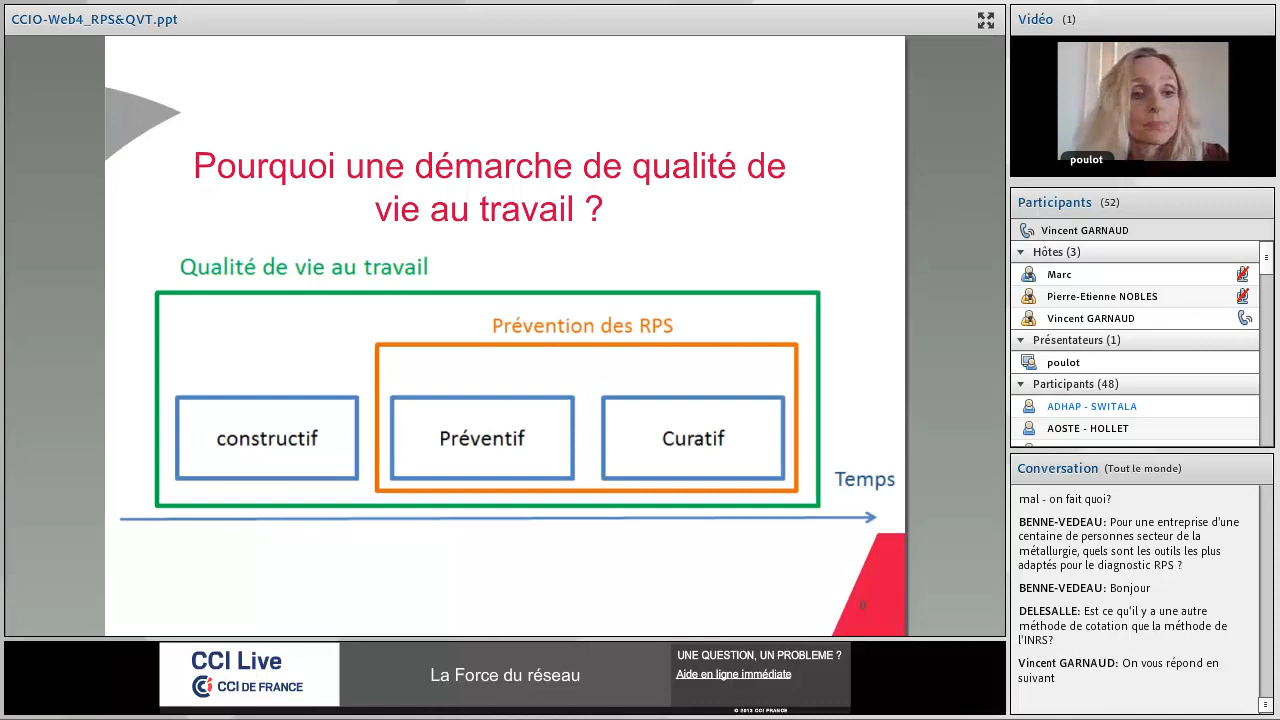 CCIO-Web4_RPS&QVT.ppt
Pourquoi une démarche de qualité de
vie au travail ?
Qualité de vie au travail
Prévention des RPS
constructif
Préventif
Curatif
Temps
0
CCI Live
CCI DE FRANCE
La Force du réseau
UNE QUESTION, UN PROBLEME ?
Aide en ligne immédiate
© 2012 CCI FRANCE
Vidéo (1)
poulot
Participants (52)
Vincent GARNAUD
Hôtes (3)
Marc
Pierre-Etienne NOBLES
Vincent GARNAUD
Présentateurs (1)
poulot
Participants (48)
ADHAP - SWITALA
AOSTE - HOLLET
Conversation (Tout le monde)
mal - on fait quoi?
BENNE-VEDEAU: Pour une entreprise d'une
centaine de personnes secteur de la
métallurgie, quels sont les outils les plus
adaptés pour le diagnostic RPS ?
BENNE-VEDEAU: Bonjour
DELESALLE: Est ce qu'il y a une autre
méthode de cotation que la méthode de
l'INRS?
Vincent GARNAUD: On vous répond en
suivant